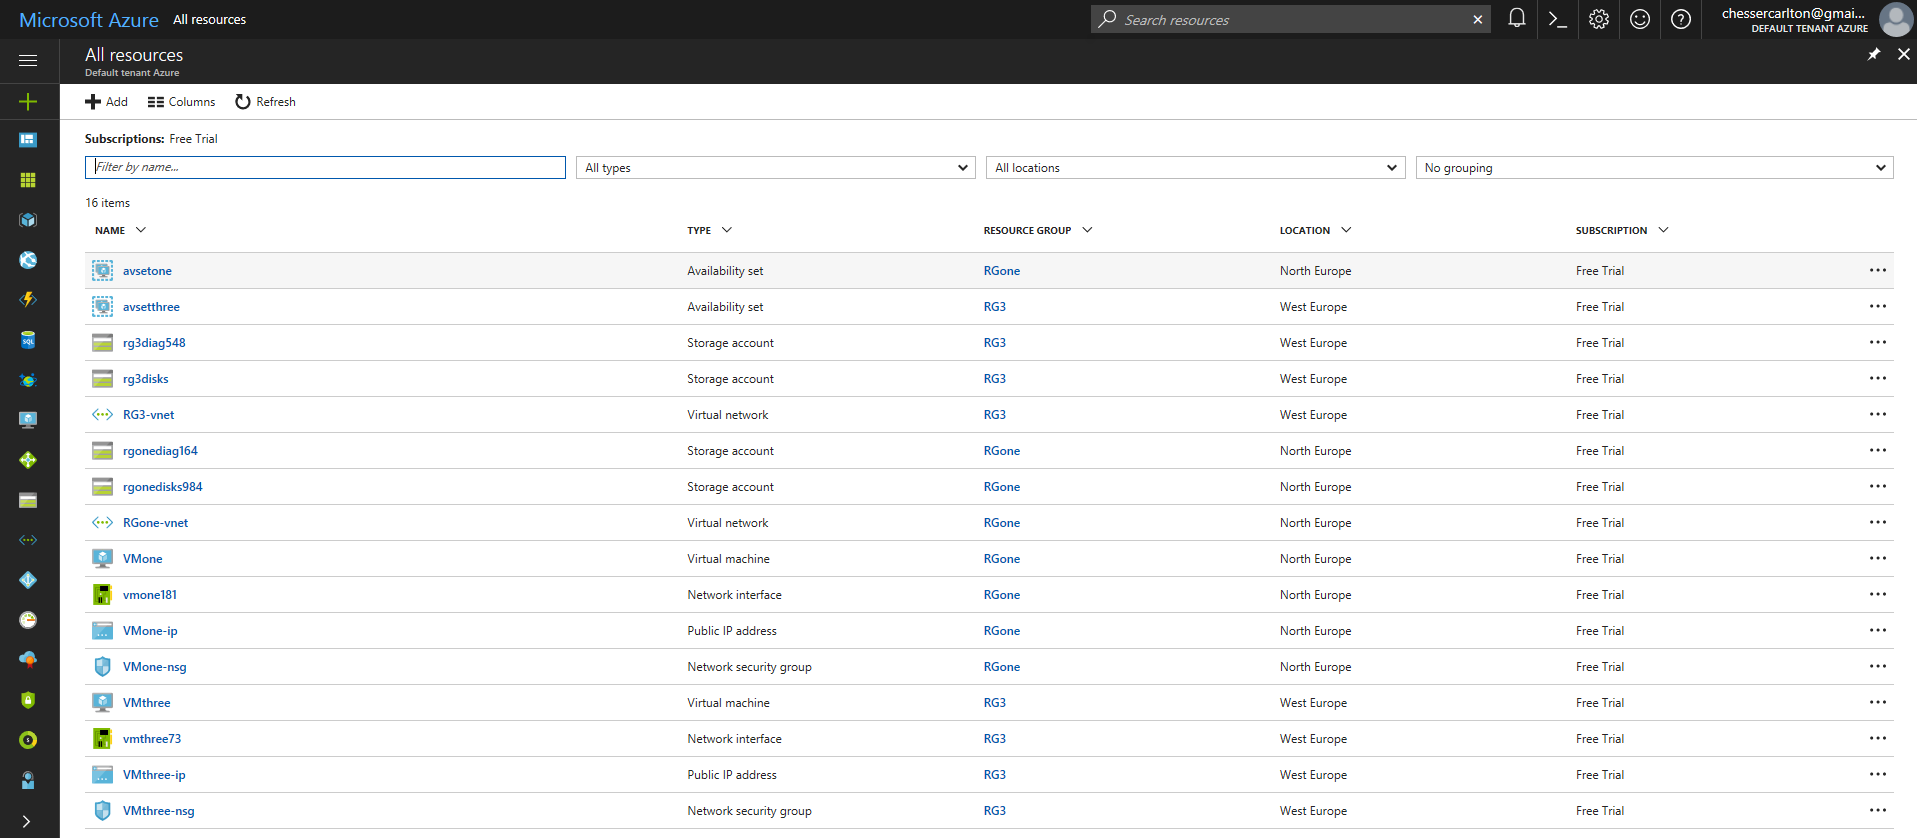 Microsoft Azure All resources
Search resources
chessercarlton@gmai...
DEFAULT TENANT AZURE
All resources
Default tenant Azure
Add Columns Refresh
Subscriptions: Free Trial
Filter by name... All types All locations No grouping
16 items
NAME TYPE RESOURCE GROUP LOCATION SUBSCRIPTION
avsetone Availability set RGone North Europe Free Trial
avsetthree Availability set RG3 West Europe Free Trial
rg3diag548 Storage account RG3 West Europe Free Trial
rg3disks Storage account RG3 West Europe Free Trial
RG3-vnet Virtual network RG3 West Europe Free Trial
rgonediag164 Storage account RGone North Europe Free Trial
rgonedisks984 Storage account RGone North Europe Free Trial
RGone-vnet Virtual network RGone North Europe Free Trial
VMone Virtual machine RGone North Europe Free Trial
vmone181 Network interface RGone North Europe Free Trial
VMone-ip Public IP address RGone North Europe Free Trial
VMone-nsg Network security group RGone North Europe Free Trial
VMthree Virtual machine RG3 West Europe Free Trial
vmthree73 Network interface RG3 West Europe Free Trial
VMthree-ip Public IP address RG3 West Europe Free Trial
VMthree-nsg Network security group RG3 West Europe Free Trial